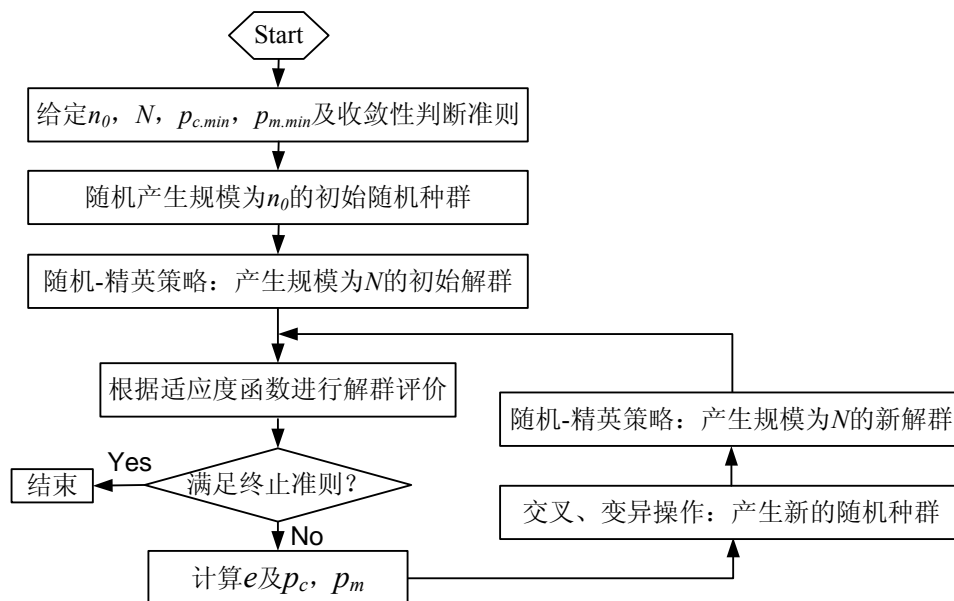 Start
给定n0，N，pc.min，pm.min及收敛性判断准则
随机产生规模为n0的初始随机种群
随机-精英策略：产生规模为N的初始解群
根据适应度函数进行解群评价
随机-精英策略：产生规模为N的新解群
Yes
满足终止准则？
结束
交叉、变异操作：产生新的随机种群
No
计算e及pc，pm